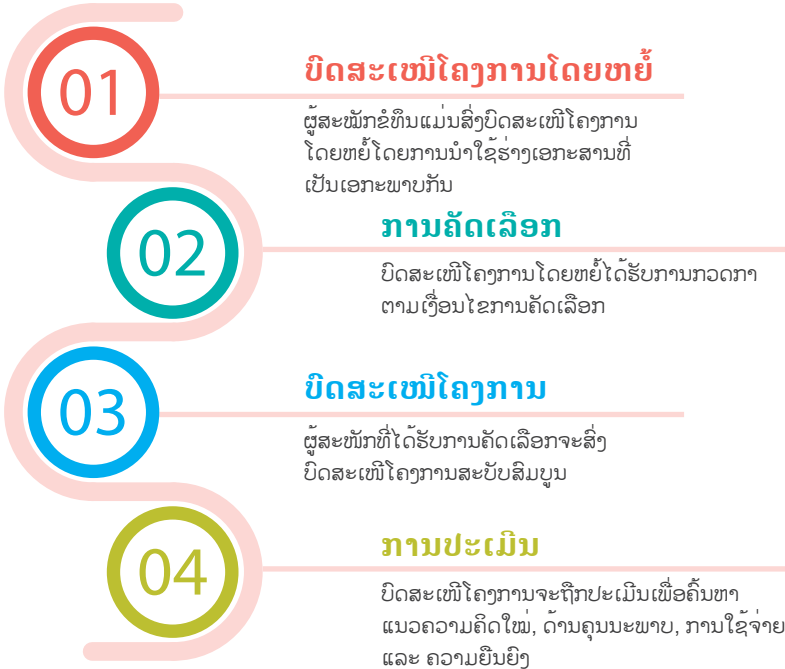 01
ບົດສະເໜີໂຄງການໂດຍຫຍໍ້
ຜູ້ສະໝັກຂໍທຶນແມ່ນສົ່ງບົດສະເໜີໂຄງການ
ໂດຍຫຍໍ້ໂດຍການນໍາໃຊ້ຮ່າງເອກະສານທີ່
ເປັນເອກະພາບກັນ
02
ການຄັດເລືອກ
ບົດສະເໜີໂຄງການໂດຍຫຍໍ້ໄດ້ຮັບການກວດກາ
ຕາມເງື່ອນໄຂການຄັດເລືອກ
03
ບົດສະເໜີໂຄງການ
ຜູ້ສະໜັກທີ່ໄດ້ຮັບການຄັດເລືອກຈະສົ່ງ
ບົດສະເໜີໂຄງການສະບັບສົມບູນ
04
ການປະເມີນ
ບົດສະເໜີໂຄງການຈະຖືກປະເມີນເພື່ອຄົ້ນຫາ
ແນວຄວາມຄິດໃໝ່, ດ້ານຄຸນນະພາບ, ການໃຊ້ຈ່າຍ
ແລະ ຄວາມຍືນຍົງ